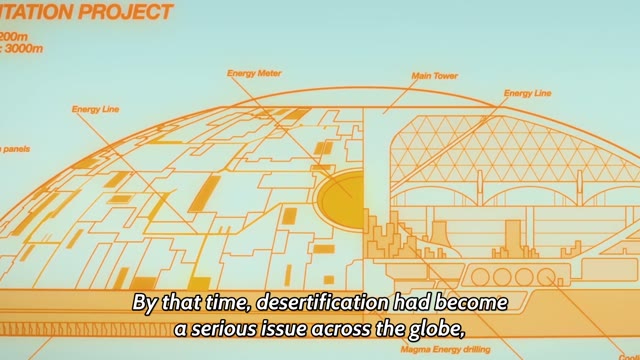 TATION PROJECT
200m
: 3000m
Energy Meter
Main Tower
Energy Line
Energy Line
panels
By that time, desertification had become
a serious issue across the globe,
Magma Energy drilling